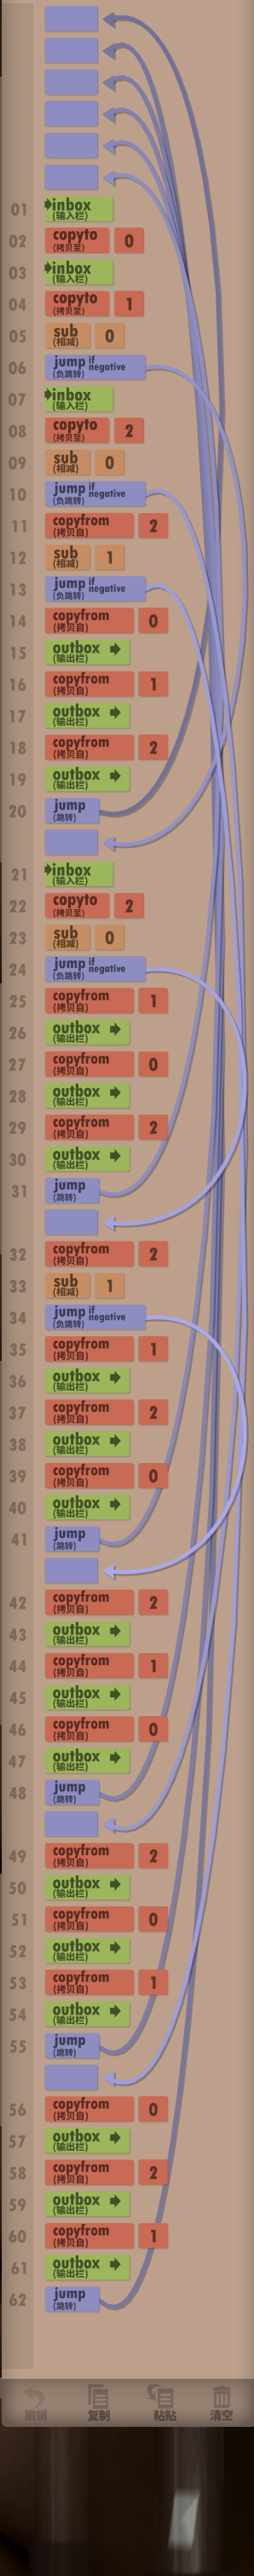 01 inbox
(输入栏)
02 copyto 0
(拷贝至)
03 inbox
(输入栏)
04 copyto 1
(拷贝至)
05 sub 0
(相减)
06 jump if negative
(负跳转)
07 inbox
(输入栏)
08 copyto 2
(拷贝至)
09 sub 0
(相减)
10 jump if negative
(负跳转)
11 copyfrom 2
(拷贝自)
12 sub 1
(相减)
13 jump if negative
(负跳转)
14 copyfrom 0
(拷贝自)
15 outbox
(输出栏)
16 copyfrom 1
(拷贝自)
17 outbox
(输出栏)
18 copyfrom 2
(拷贝自)
19 outbox
(输出栏)
20 jump
(跳转)
21 inbox
(输入栏)
22 copyto 2
(拷贝至)
23 sub 0
(相减)
24 jump if negative
(负跳转)
25 copyfrom 1
(拷贝自)
26 outbox
(输出栏)
27 copyfrom 0
(拷贝自)
28 outbox
(输出栏)
29 copyfrom 2
(拷贝自)
30 outbox
(输出栏)
31 jump
(跳转)
32 copyfrom 2
(拷贝自)
33 sub 1
(相减)
34 jump if negative
(负跳转)
35 copyfrom 1
(拷贝自)
36 outbox
(输出栏)
37 copyfrom 2
(拷贝自)
38 outbox
(输出栏)
39 copyfrom 0
(拷贝自)
40 outbox
(输出栏)
41 jump
(跳转)
42 copyfrom 2
(拷贝自)
43 outbox
(输出栏)
44 copyfrom 1
(拷贝自)
45 outbox
(输出栏)
46 copyfrom 0
(拷贝自)
47 outbox
(输出栏)
48 jump
(跳转)
49 copyfrom 2
(拷贝自)
50 outbox
(输出栏)
51 copyfrom 0
(拷贝自)
52 outbox
(输出栏)
53 copyfrom 1
(拷贝自)
54 outbox
(输出栏)
55 jump
(跳转)
56 copyfrom 0
(拷贝自)
57 outbox
(输出栏)
58 copyfrom 2
(拷贝自)
59 outbox
(输出栏)
60 copyfrom 1
(拷贝自)
61 outbox
(输出栏)
62 jump
(跳转)
撤销 复制 粘贴 清空